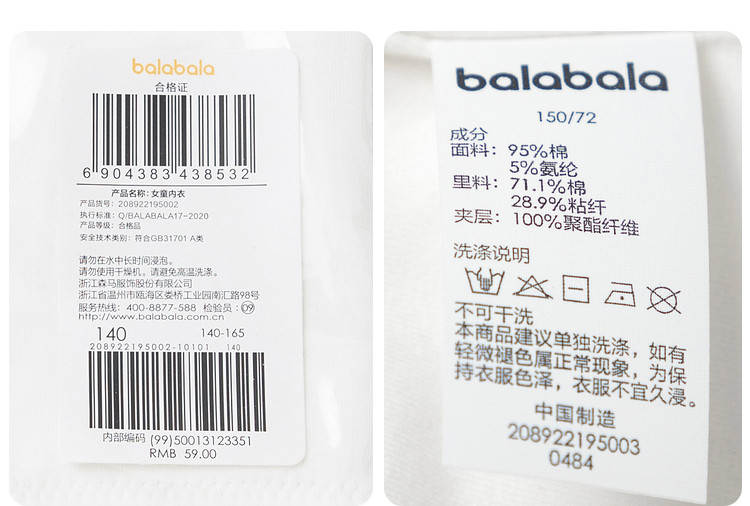 balabala
合格证
6 904383 438532
产品名称：女童内衣
产品货号：208922195002
执行标准：Q/BALABALA17-2020
产品等级：合格品
安全技术类别：符合GB31701 A类
请勿在水中长时间浸泡。
请勿使用干燥机。请避免高温洗涤。
浙江森马服饰股份有限公司
浙江省温州市瓯海区娄桥工业园南汇路98号
服务热线：400-8877-588 检验员：09
http://www.balabala.com.cn
140 140-165
208922195002-10101 140
内部编码 (99)50013123351
RMB 59.00
balabala
150/72
成分
面料：95%棉
5%氨纶
里料：71.1%棉
28.9%粘纤
夹层：100%聚酯纤维
洗涤说明
不可干洗
本商品建议单独洗涤，如有
轻微褪色属正常现象，为保
持衣服色泽，衣服不宜久浸。
中国制造
208922195003
0484